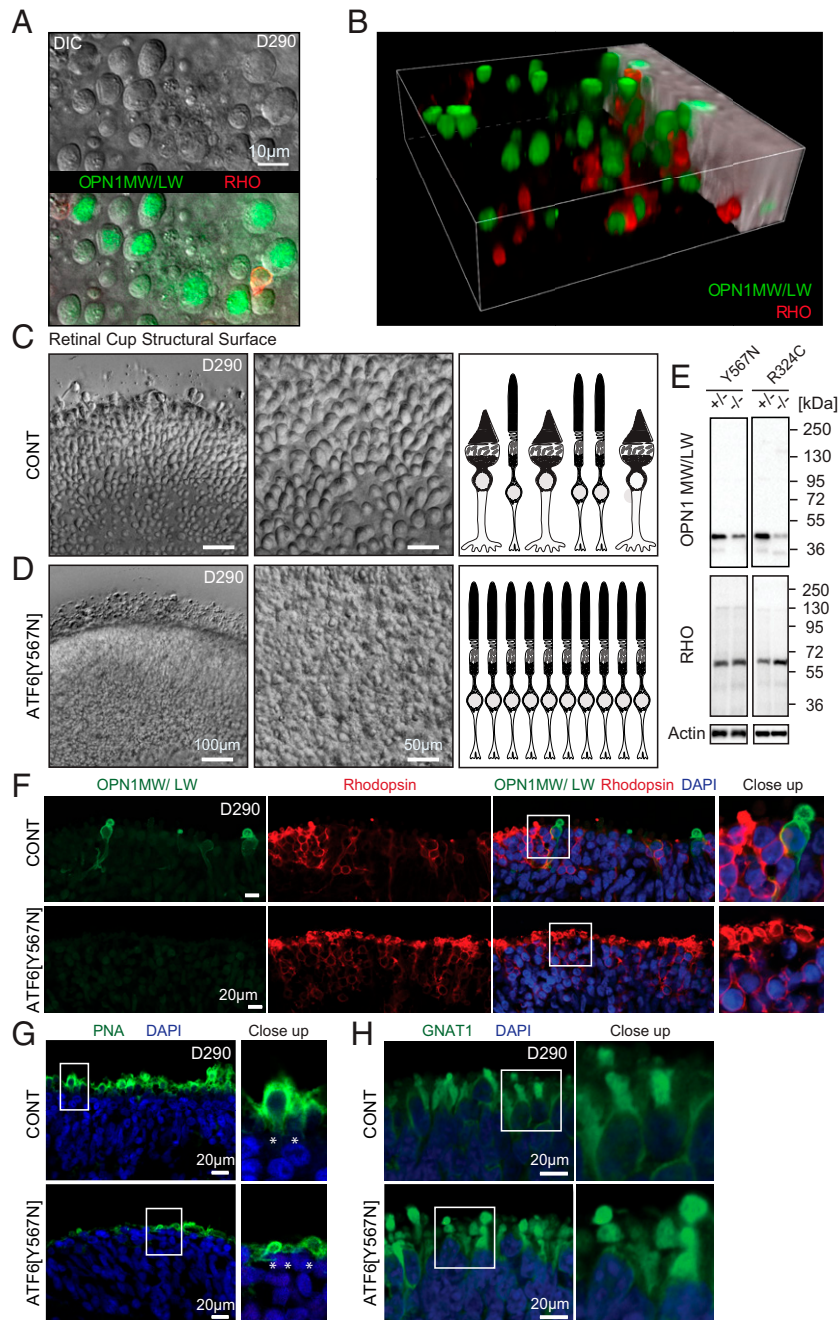 A
DIC D290
10µm
OPN1MW/LW RHO
B
OPN1MW/LW
RHO
C Retinal Cup Structural Surface
D290
CONT
D
D290
ATF6[Y567N]
100µm
50µm
E
Y567N R324C
+/- -/- +/- -/- [kDa]
OPN1 MW/LW
250
130
95
72
55
36
RHO
250
130
95
72
55
36
Actin
F
OPN1MW/ LW Rhodopsin OPN1MW/ LW Rhodopsin DAPI Close up
D290
CONT
ATF6[Y567N]
20µm
G
PNA DAPI Close up
D290
CONT
20µm
* *
ATF6[Y567N]
20µm
* * *
H
GNAT1 DAPI Close up
D290
CONT
20µm
ATF6[Y567N]
20µm